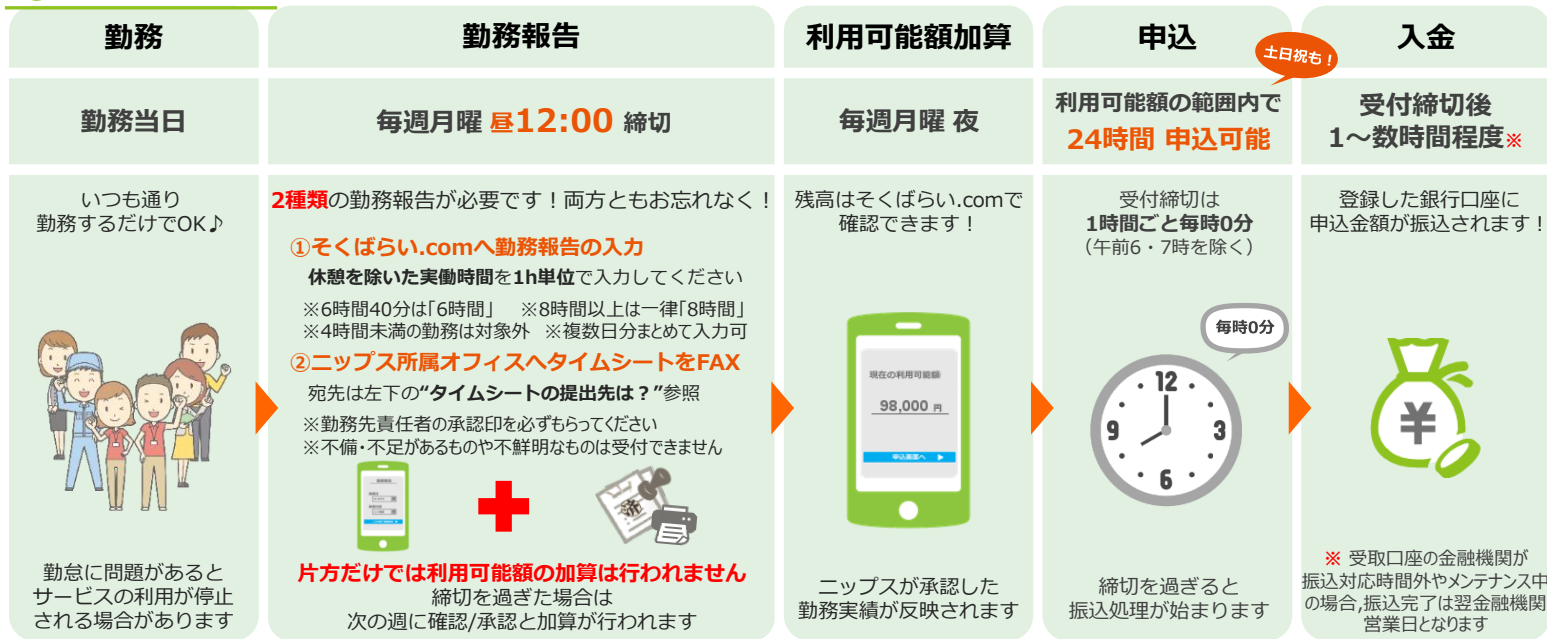 勤務
勤務当日
いつも通り
勤務するだけでOK♪
勤怠に問題があると
サービスの利用が停止
される場合があります
勤務報告
毎週月曜 昼12:00 締切
2種類の勤務報告が必要です！両方ともお忘れなく！
①そくばらい.comへ勤務報告の入力
休憩を除いた実働時間を1h単位で入力してください
※6時間40分は「6時間」 ※8時間以上は一律「8時間」
※4時間未満の勤務は対象外 ※複数日分まとめて入力可
②ニップス所属オフィスへタイムシートをFAX
宛先は左下の“タイムシートの提出先は？”参照
※勤務先責任者の承認印を必ずもらってください
※不備・不足があるものや不鮮明なものは受付できません
片方だけでは利用可能額の加算は行われません
締切を過ぎた場合は
次の週に確認/承認と加算が行われます
利用可能額加算
毎週月曜 夜
残高はそくばらい.comで
確認できます！
現在の利用可能額
98,000 円
申込画面へ ▶
ニップスが承認した
勤務実績が反映されます
申込
土日祝も！
利用可能額の範囲内で
24時間 申込可能
受付締切は
1時間ごと毎時0分
（午前6・7時を除く）
毎時0分
12
9
3
6
締切を過ぎると
振込処理が始まります
入金
受付締切後
1～数時間程度※
登録した銀行口座に
申込金額が振込されます！
¥
※ 受取口座の金融機関が
振込対応時間外やメンテナンス中
の場合,振込完了は翌金融機関
営業日となります